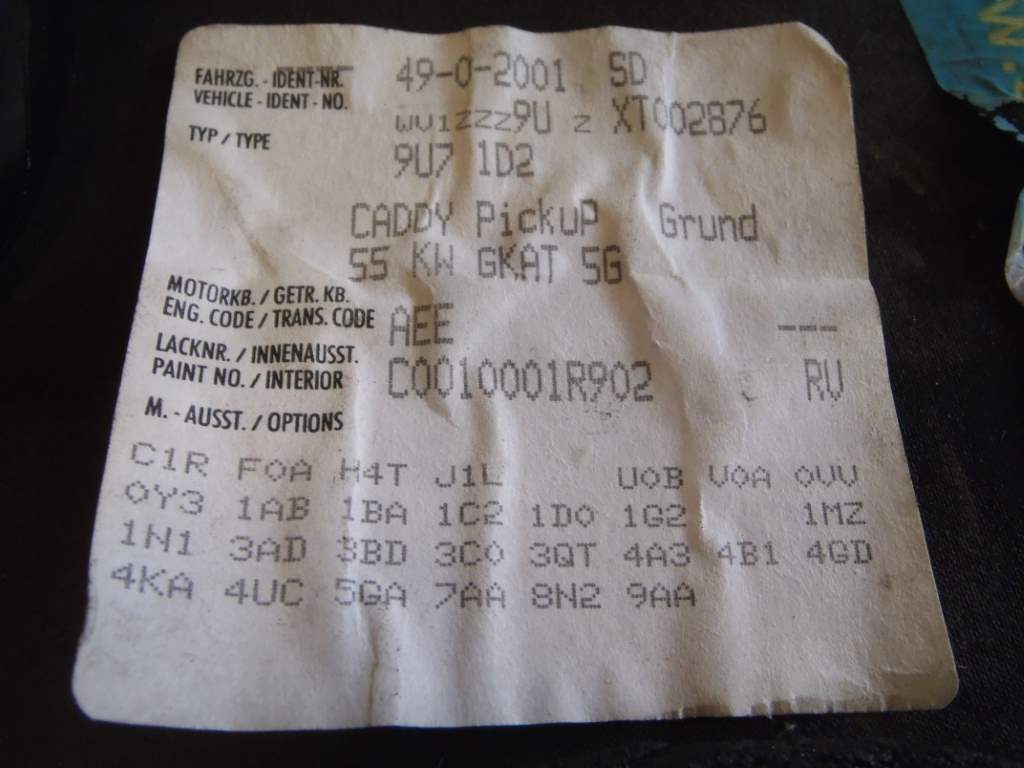 FAHRZG. - IDENT-NR. 49-0-2001 SD
VEHICLE - IDENT - NO. WV1ZZZ9U Z XT002876
TYP / TYPE 9U7 1D2
CADDY PickUP Grund
55 KW GKAT 5G
MOTORKB. / GETR. KB.
ENG. CODE / TRANS. CODE AEE ---
LACKNR. / INNENAUSST.
PAINT NO. / INTERIOR C0010001R902 RV
M. - AUSST. / OPTIONS
C1R F0A H4T J1L U0B V0A 0VV
0Y3 1AB 1BA 1C2 1D0 1G2 1MZ
1N1 3AD 3BD 3C0 3QT 4A3 4B1 4GD
4KA 4UC 5GA 7AA 8N2 9AA